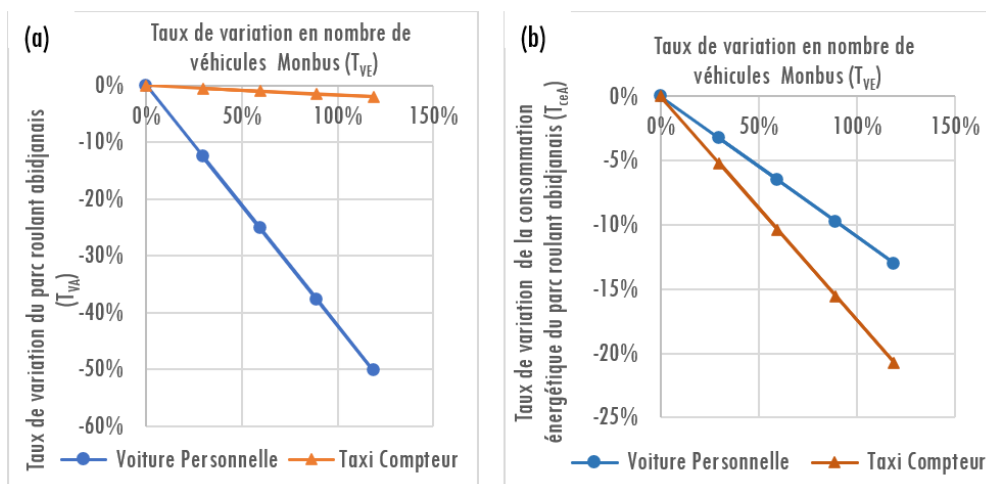 (a)
Taux de variation en nombre de
véhicules Monbus (TVE)
0%
-10%
-20%
-30%
-40%
-50%
-60%
0%
50%
100%
150%
Taux de variation du parc roulant abidjanais
(TVA)
Voiture Personnelle
Taxi Compteur
(b)
Taux de variation en nombre de
véhicules Monbus (TVE)
0%
-5%
-10%
-15%
-20%
-25%
0%
50%
100%
150%
Taux de variation de la consommation
énergétique du parc roulant abidjanais (TceA)
Voiture Personnelle
Taxi Compteur